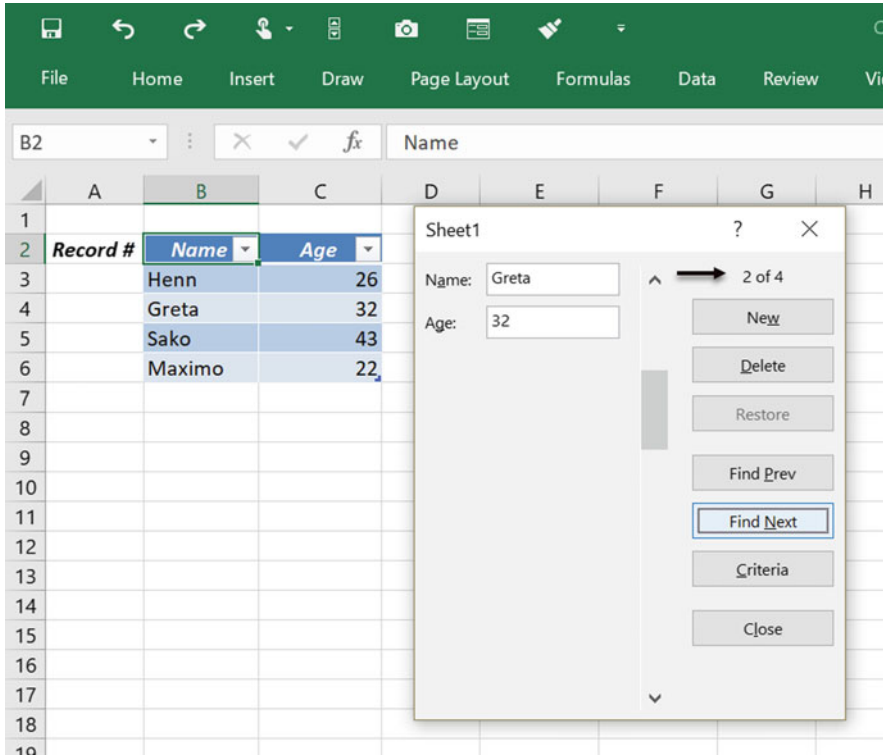 File Home Insert Draw Page Layout Formulas Data Review Vi
B2 fx Name
A B C D E F G H
1
2 Record # Name Age
3 Henn 26
4 Greta 32
5 Sako 43
6 Maximo 22
7
8
9
10
11
12
13
14
15
16
17
18
19
Sheet1 ?
Name: Greta 2 of 4
Age: 32
New
Delete
Restore
Find Prev
Find Next
Criteria
Close